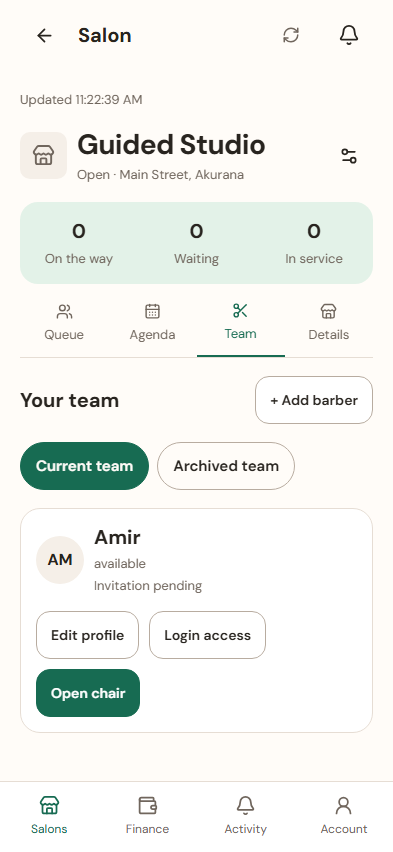 Salon
Updated 11:22:39 AM
Guided Studio
Open · Main Street, Akurana
0 0 0
On the way Waiting In service
Queue Agenda Team Details
Your team + Add barber
Current team Archived team
Amir
AM
available
Invitation pending
Edit profile Login access
Open chair
Salons Finance Activity Account